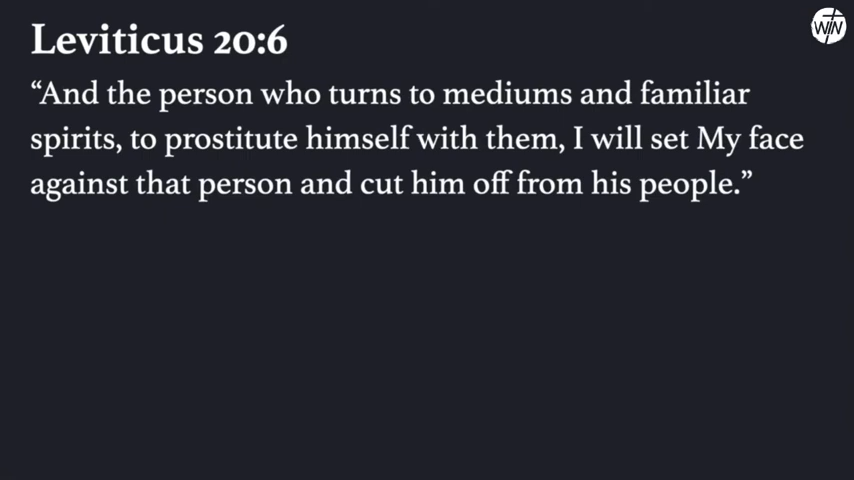 Leviticus 20:6
WIN
“And the person who turns to mediums and familiar
spirits, to prostitute himself with them, I will set My face
against that person and cut him off from his people.”